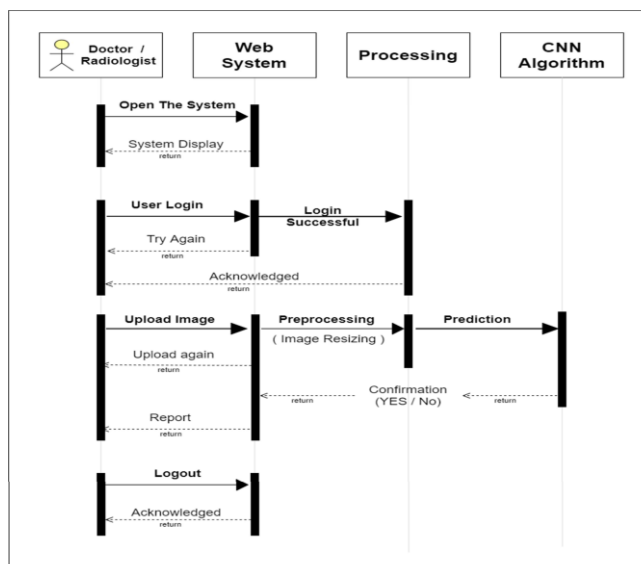 Doctor /
Radiologist
Web
System
Processing
CNN
Algorithm
Open The System
System Display
return
User Login
Login
Successful
Try Again
return
Acknowledged
return
Upload Image
Preprocessing
Prediction
( Image Resizing )
Upload again
return
Confirmation
(YES / No)
return
return
Report
return
Logout
Acknowledged
return